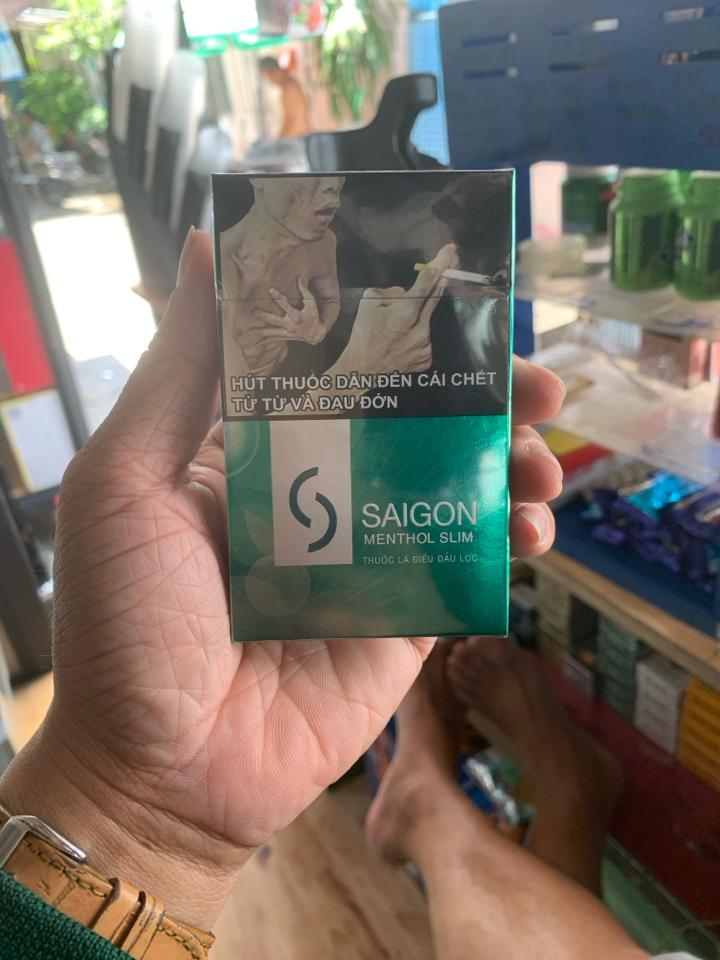 HÚT THUỐC DẪN ĐẾN CÁI CHẾT
TỪ TỪ VÀ ĐAU ĐỚN
SAIGON
MENTHOL SLIM
THUỐC LÁ ĐIẾU ĐẦU LỌC